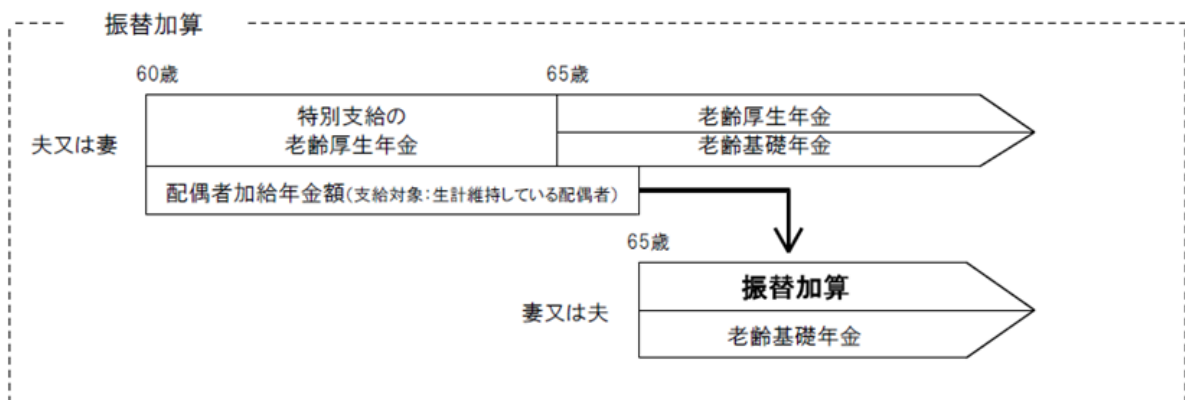 振替加算
60歳
65歳
夫又は妻
特別支給の
老齢厚生年金
老齢厚生年金
老齢基礎年金
配偶者加給年金額(支給対象:生計維持している配偶者)
65歳
妻又は夫
振替加算
老齢基礎年金